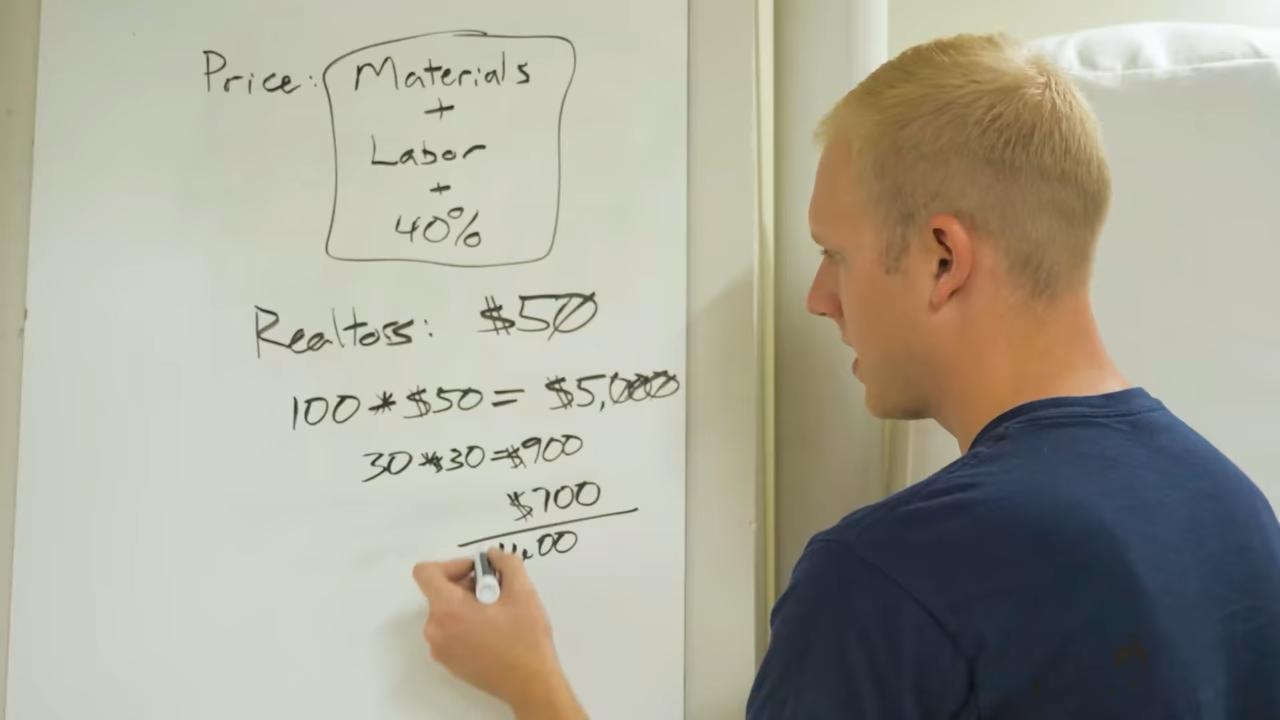 Price: Materials
+
Labor
+
40%
Realtors: $50
100 * $50 = $5,000
30 * $30 = $900
$700